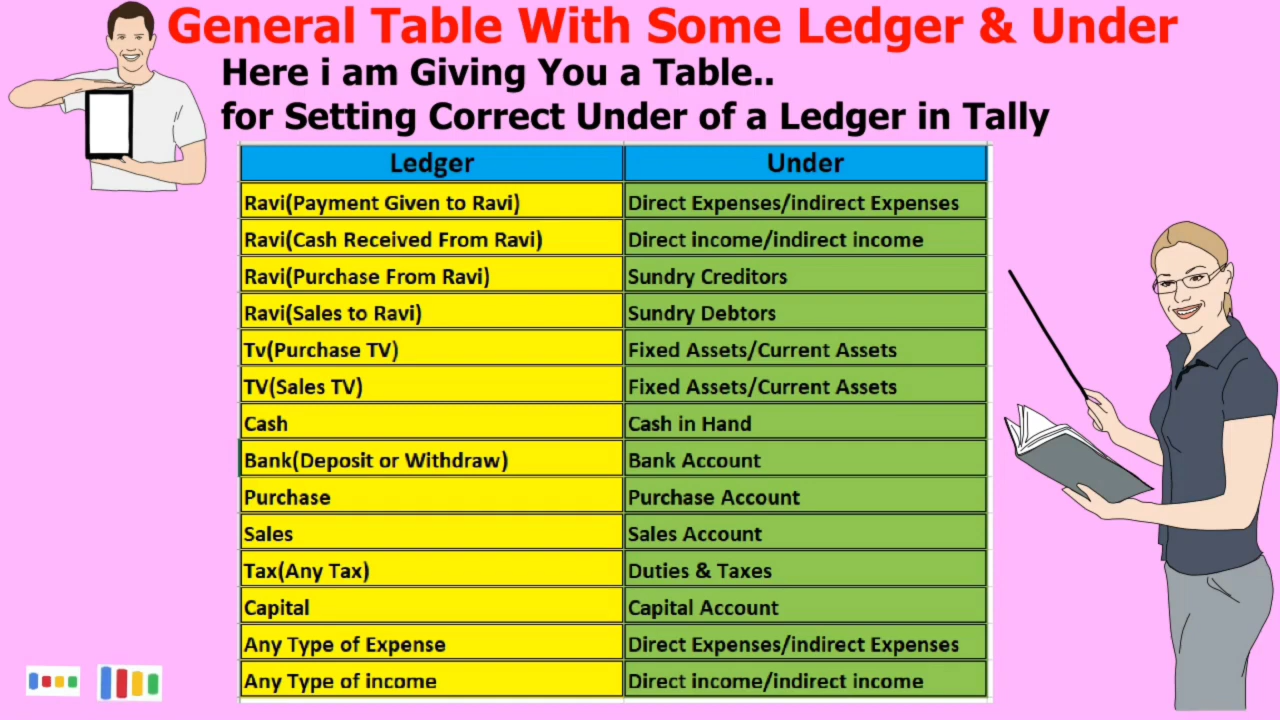 General Table With Some Ledger & Under
Here i am Giving You a Table..
for Setting Correct Under of a Ledger in Tally
Ledger Under
Ravi(Payment Given to Ravi) Direct Expenses/indirect Expenses
Ravi(Cash Received From Ravi) Direct income/indirect income
Ravi(Purchase From Ravi) Sundry Creditors
Ravi(Sales to Ravi) Sundry Debtors
Tv(Purchase TV) Fixed Assets/Current Assets
TV(Sales TV) Fixed Assets/Current Assets
Cash Cash in Hand
Bank(Deposit or Withdraw) Bank Account
Purchase Purchase Account
Sales Sales Account
Tax(Any Tax) Duties & Taxes
Capital Capital Account
Any Type of Expense Direct Expenses/indirect Expenses
Any Type of income Direct income/indirect income